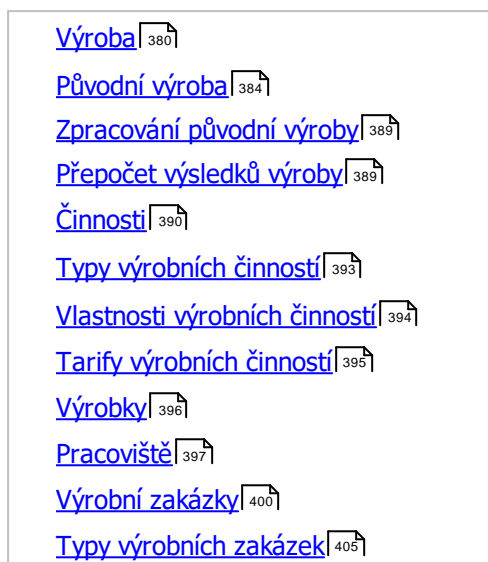 Výroba 380
Původní výroba 384
Zpracování původní výroby 389
Přepočet výsledků výroby 389
Činnosti 390
Typy výrobních činností 393
Vlastnosti výrobních činností 394
Tarify výrobních činností 395
Výrobky 396
Pracoviště 397
Výrobní zakázky 400
Typy výrobních zakázek 405